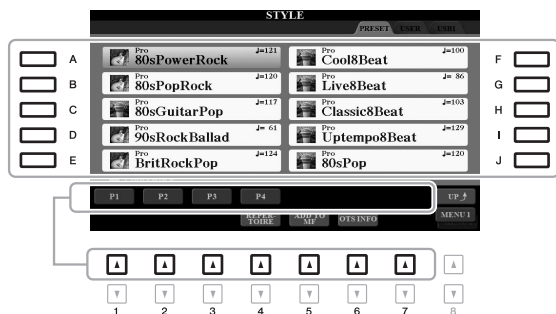 STYLE
PRESET USER USB1
A Pro 80sPowerRock ♩=121 Pro Cool8Beat ♩=100 F
B Pro 80sPopRock ♩=120 Pro Live8Beat ♩= 86 G
C Pro 80sGuitarPop ♩=117 Pro Classic8Beat ♩=103 H
D Pro 90sRockBallad ♩= 61 Pro Uptempo8Beat ♩=129 I
E Pro BritRockPop ♩=124 Pro 80sPop ♩=120 J
P1 P2 P3 P4 UP
REPER-
TOIRE
ADD TO
MF
OTS INFO
MENU 1
1 2 3 4 5 6 7 8